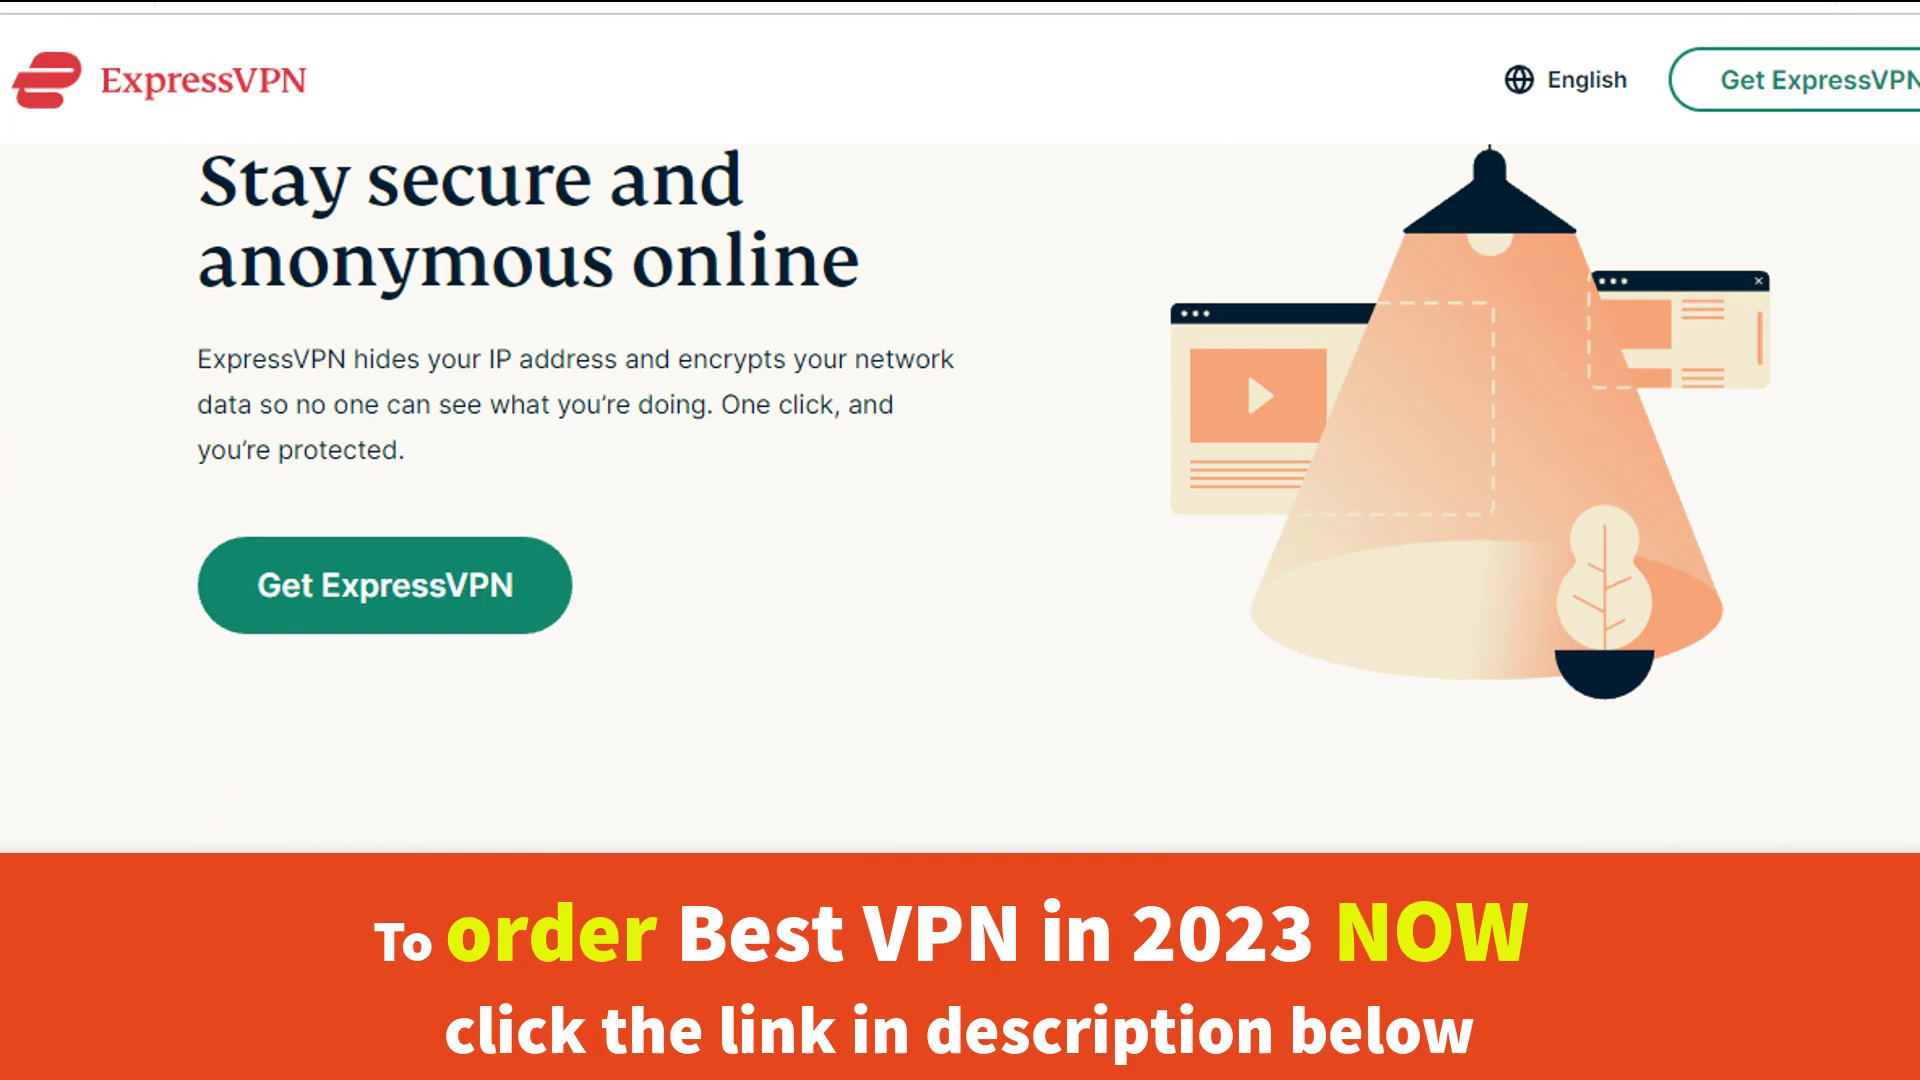 ExpressVPN
English
Get ExpressVPN
Stay secure and
anonymous online
ExpressVPN hides your IP address and encrypts your network
data so no one can see what you’re doing. One click, and
you’re protected.
Get ExpressVPN
To order Best VPN in 2023 NOW
click the link in description below